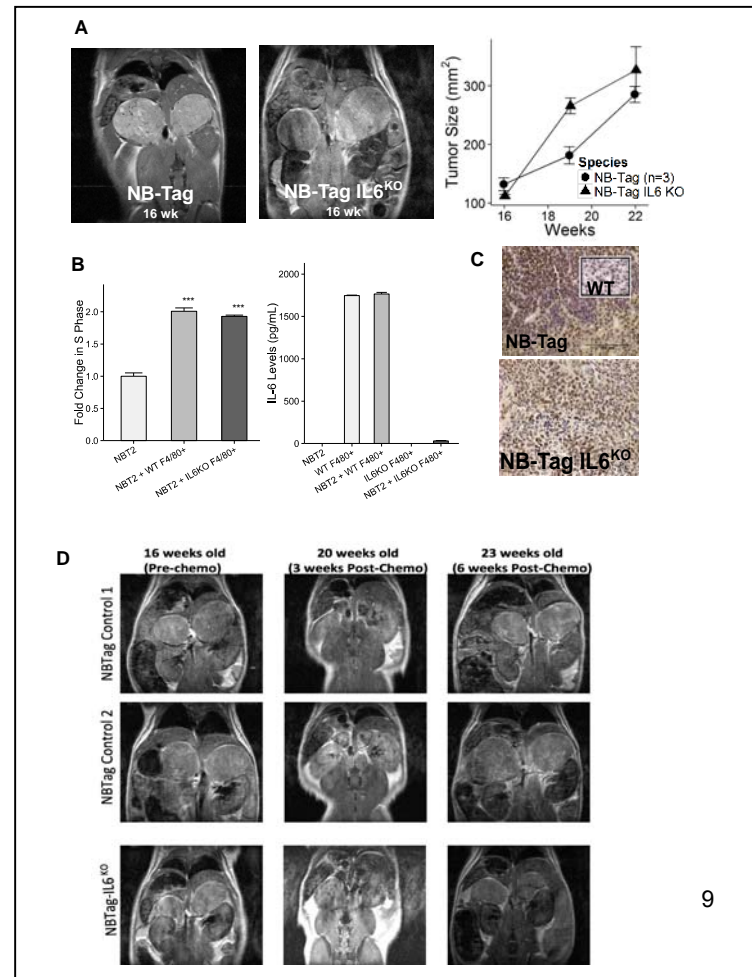 A
NB-Tag
16 wk
NB-Tag IL6KO
16 wk
Tumor Size (mm2)
300
200
100
16
18
20
22
Weeks
Species
NB-Tag (n=3)
NB-Tag IL6 KO
B
Fold Change in S Phase
2.0
1.5
1.0
0.5
0.0
***
***
NBT2
NBT2 + WT F4/80+
NBT2 + IL6KO F4/80+
IL-6 Levels (pg/mL)
2000
1500
1000
500
0
NBT2
WT F480+
NBT2 + WT F480+
IL6KO F480+
NBT2 + IL6KO F480+
C
WT
NB-Tag
NB-Tag IL6KO
D
16 weeks old
(Pre-chemo)
20 weeks old
(3 weeks Post-Chemo)
23 weeks old
(6 weeks Post-Chemo)
NBTag Control 1
NBTag Control 2
NBTag-IL6KO
9